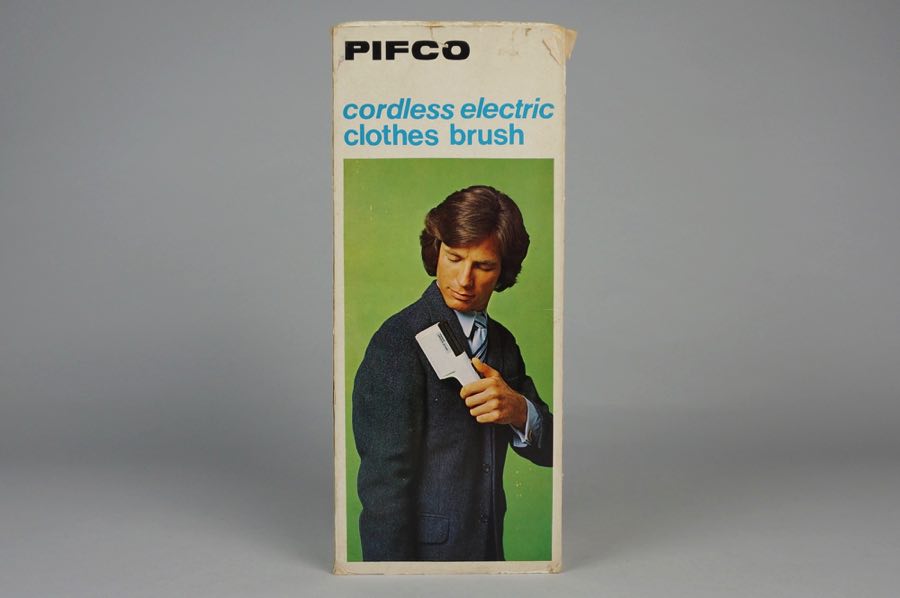 PIFCO
cordless electric
clothes brush